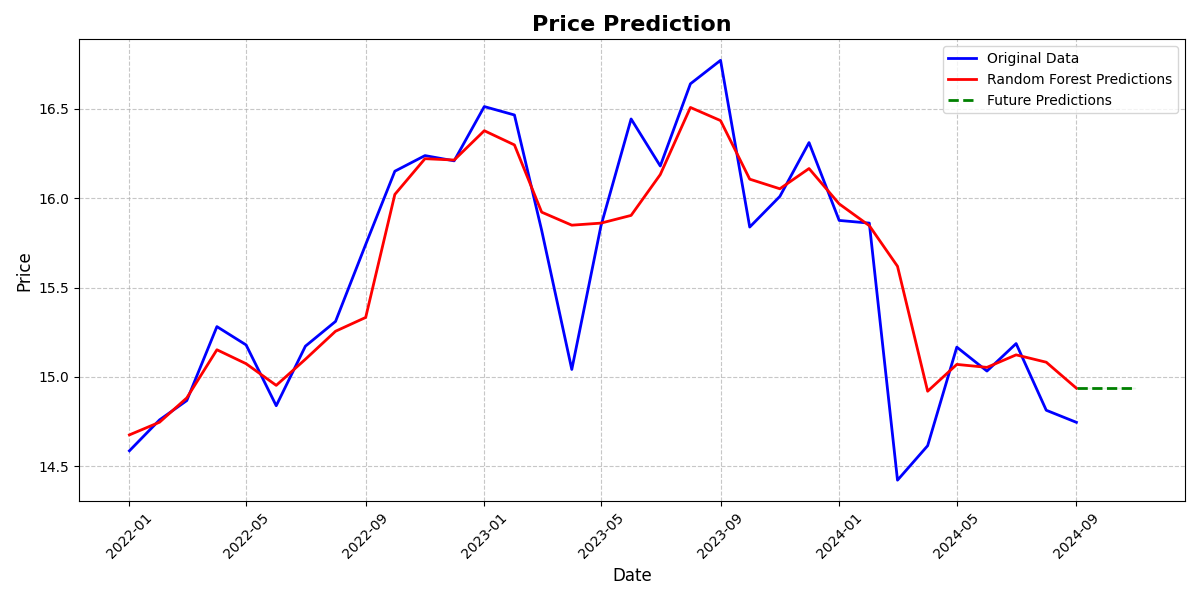 Price Prediction
Original Data
Random Forest Predictions
Future Predictions
Price
16.5
16.0
15.5
15.0
14.5
2022-01
2022-05
2022-09
2023-01
2023-05
2023-09
2024-01
2024-05
2024-09
Date